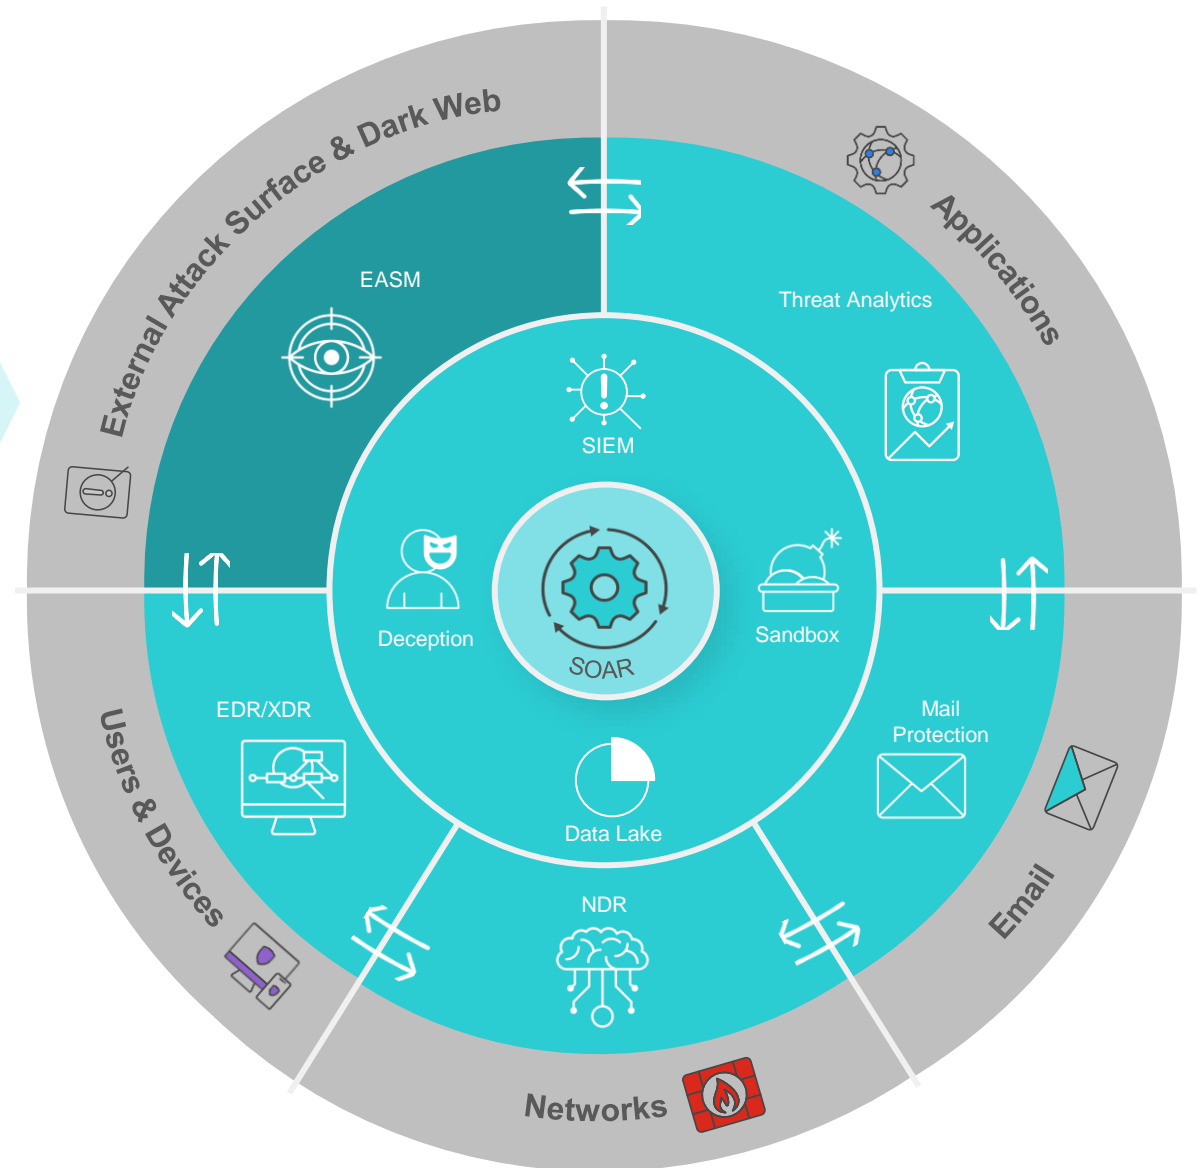 External Attack Surface & Dark Web
Applications
EASM
Threat Analytics
SIEM
Deception
SOAR
Sandbox
EDR/XDR
Mail
Protection
Data Lake
NDR
Users & Devices
Email
Networks